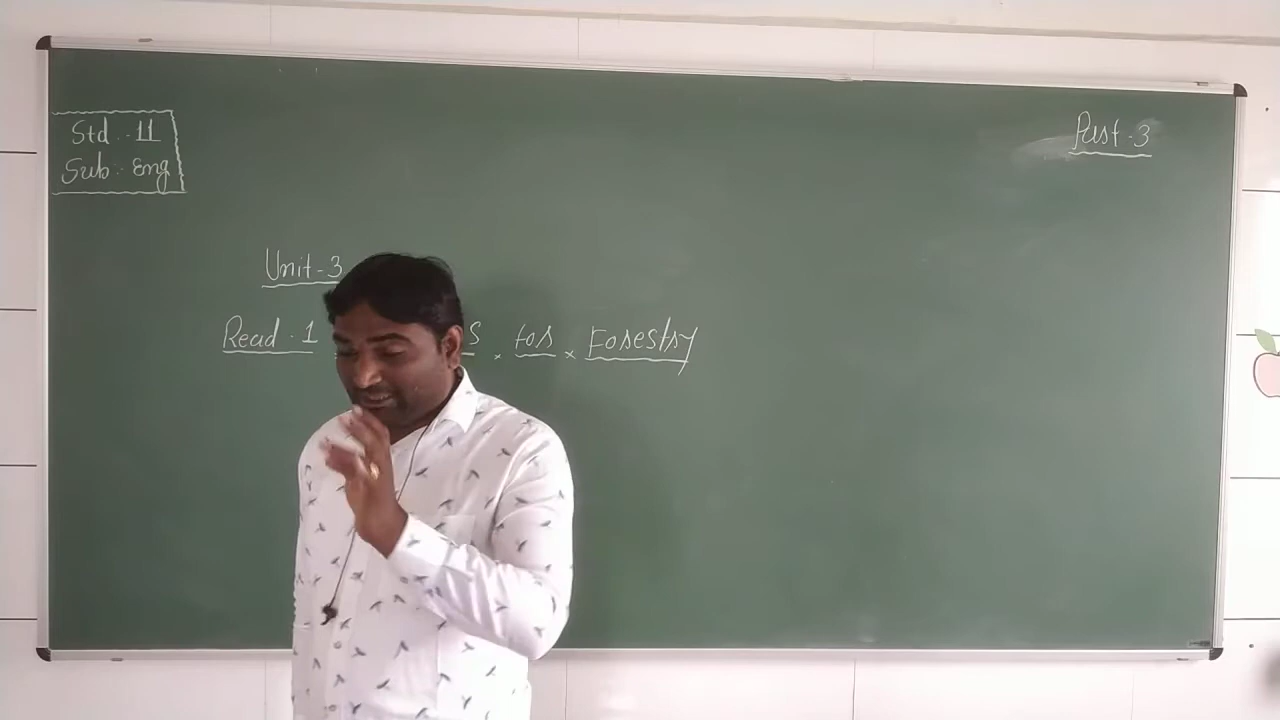 Std :- 11
Sub :- Eng
Part - 3
Unit - 3
Read . 1 s × for × Forestry